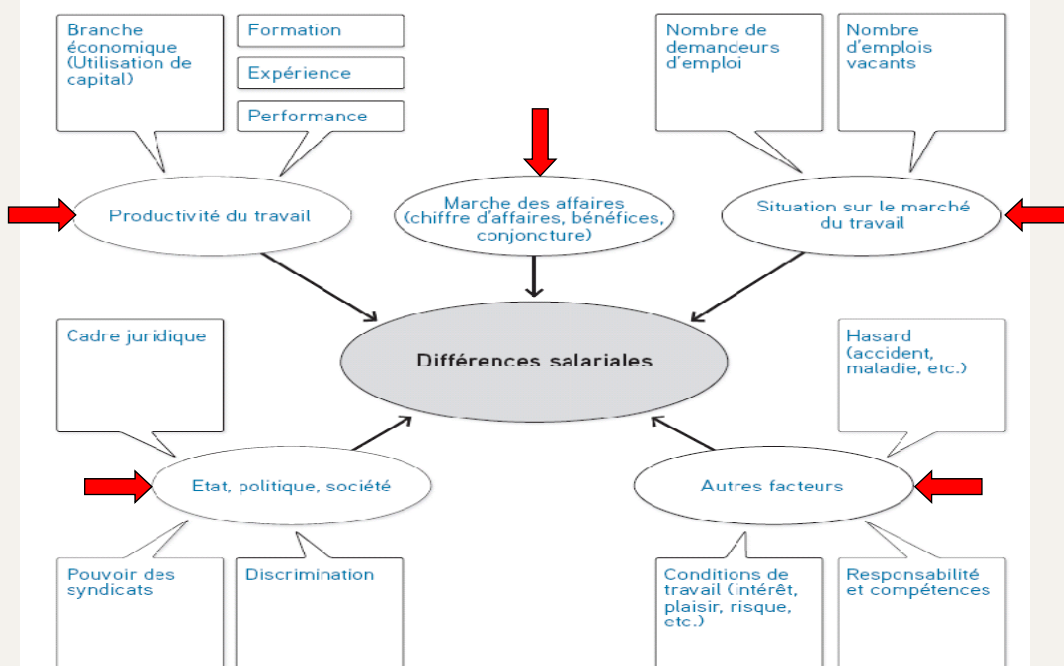 Branche
économique
(Utilisation de
capital)
Formation
Expérience
Performance
Nombre de
demandeurs
d'emploi
Nombre
d'emplois
vacants
Productivité du travail
Marche des affaires
(chiffre d'affaires, bénéfices,
conjoncture)
Situation sur le marché
du travail
Différences salariales
Cadre juridique
Hasard
(accident,
maladie, etc.)
Etat, politique, société
Autres facteurs
Pouvoir des
syndicats
Discrimination
Conditions de
travail (intérêt,
plaisir, risque,
etc.)
Responsabilité
et compétences